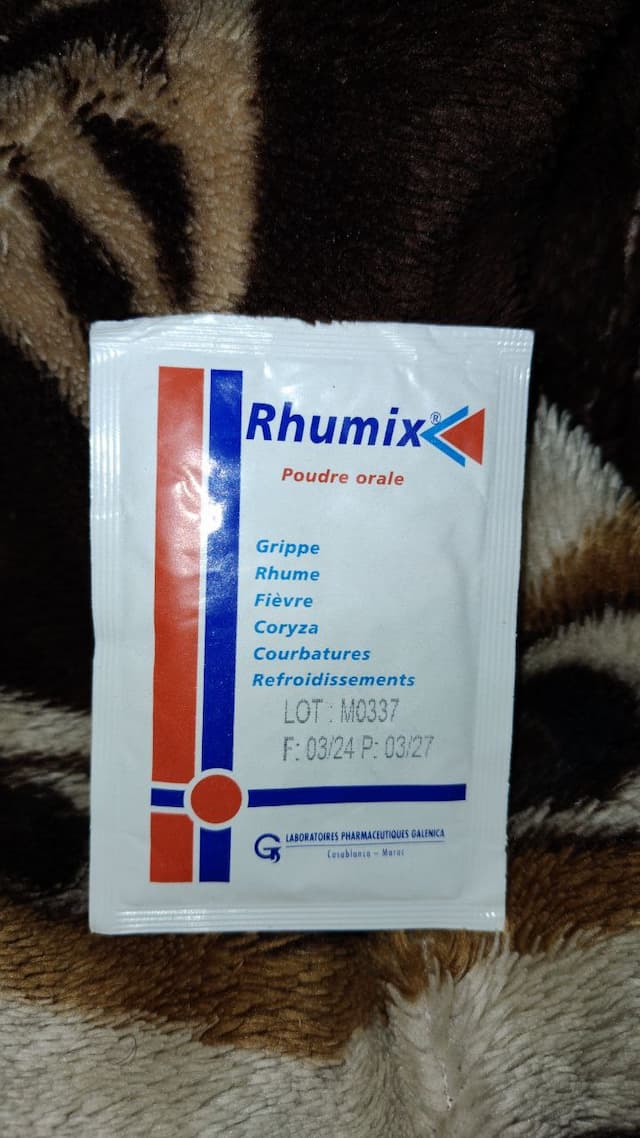 Rhumix®
Poudre orale
Grippe
Rhume
Fièvre
Coryza
Courbatures
Refroidissements
LOT : M0337
F: 03/24 P: 03/27
LABORATOIRES PHARMACEUTIQUES GALENICA
Casablanca - Maroc